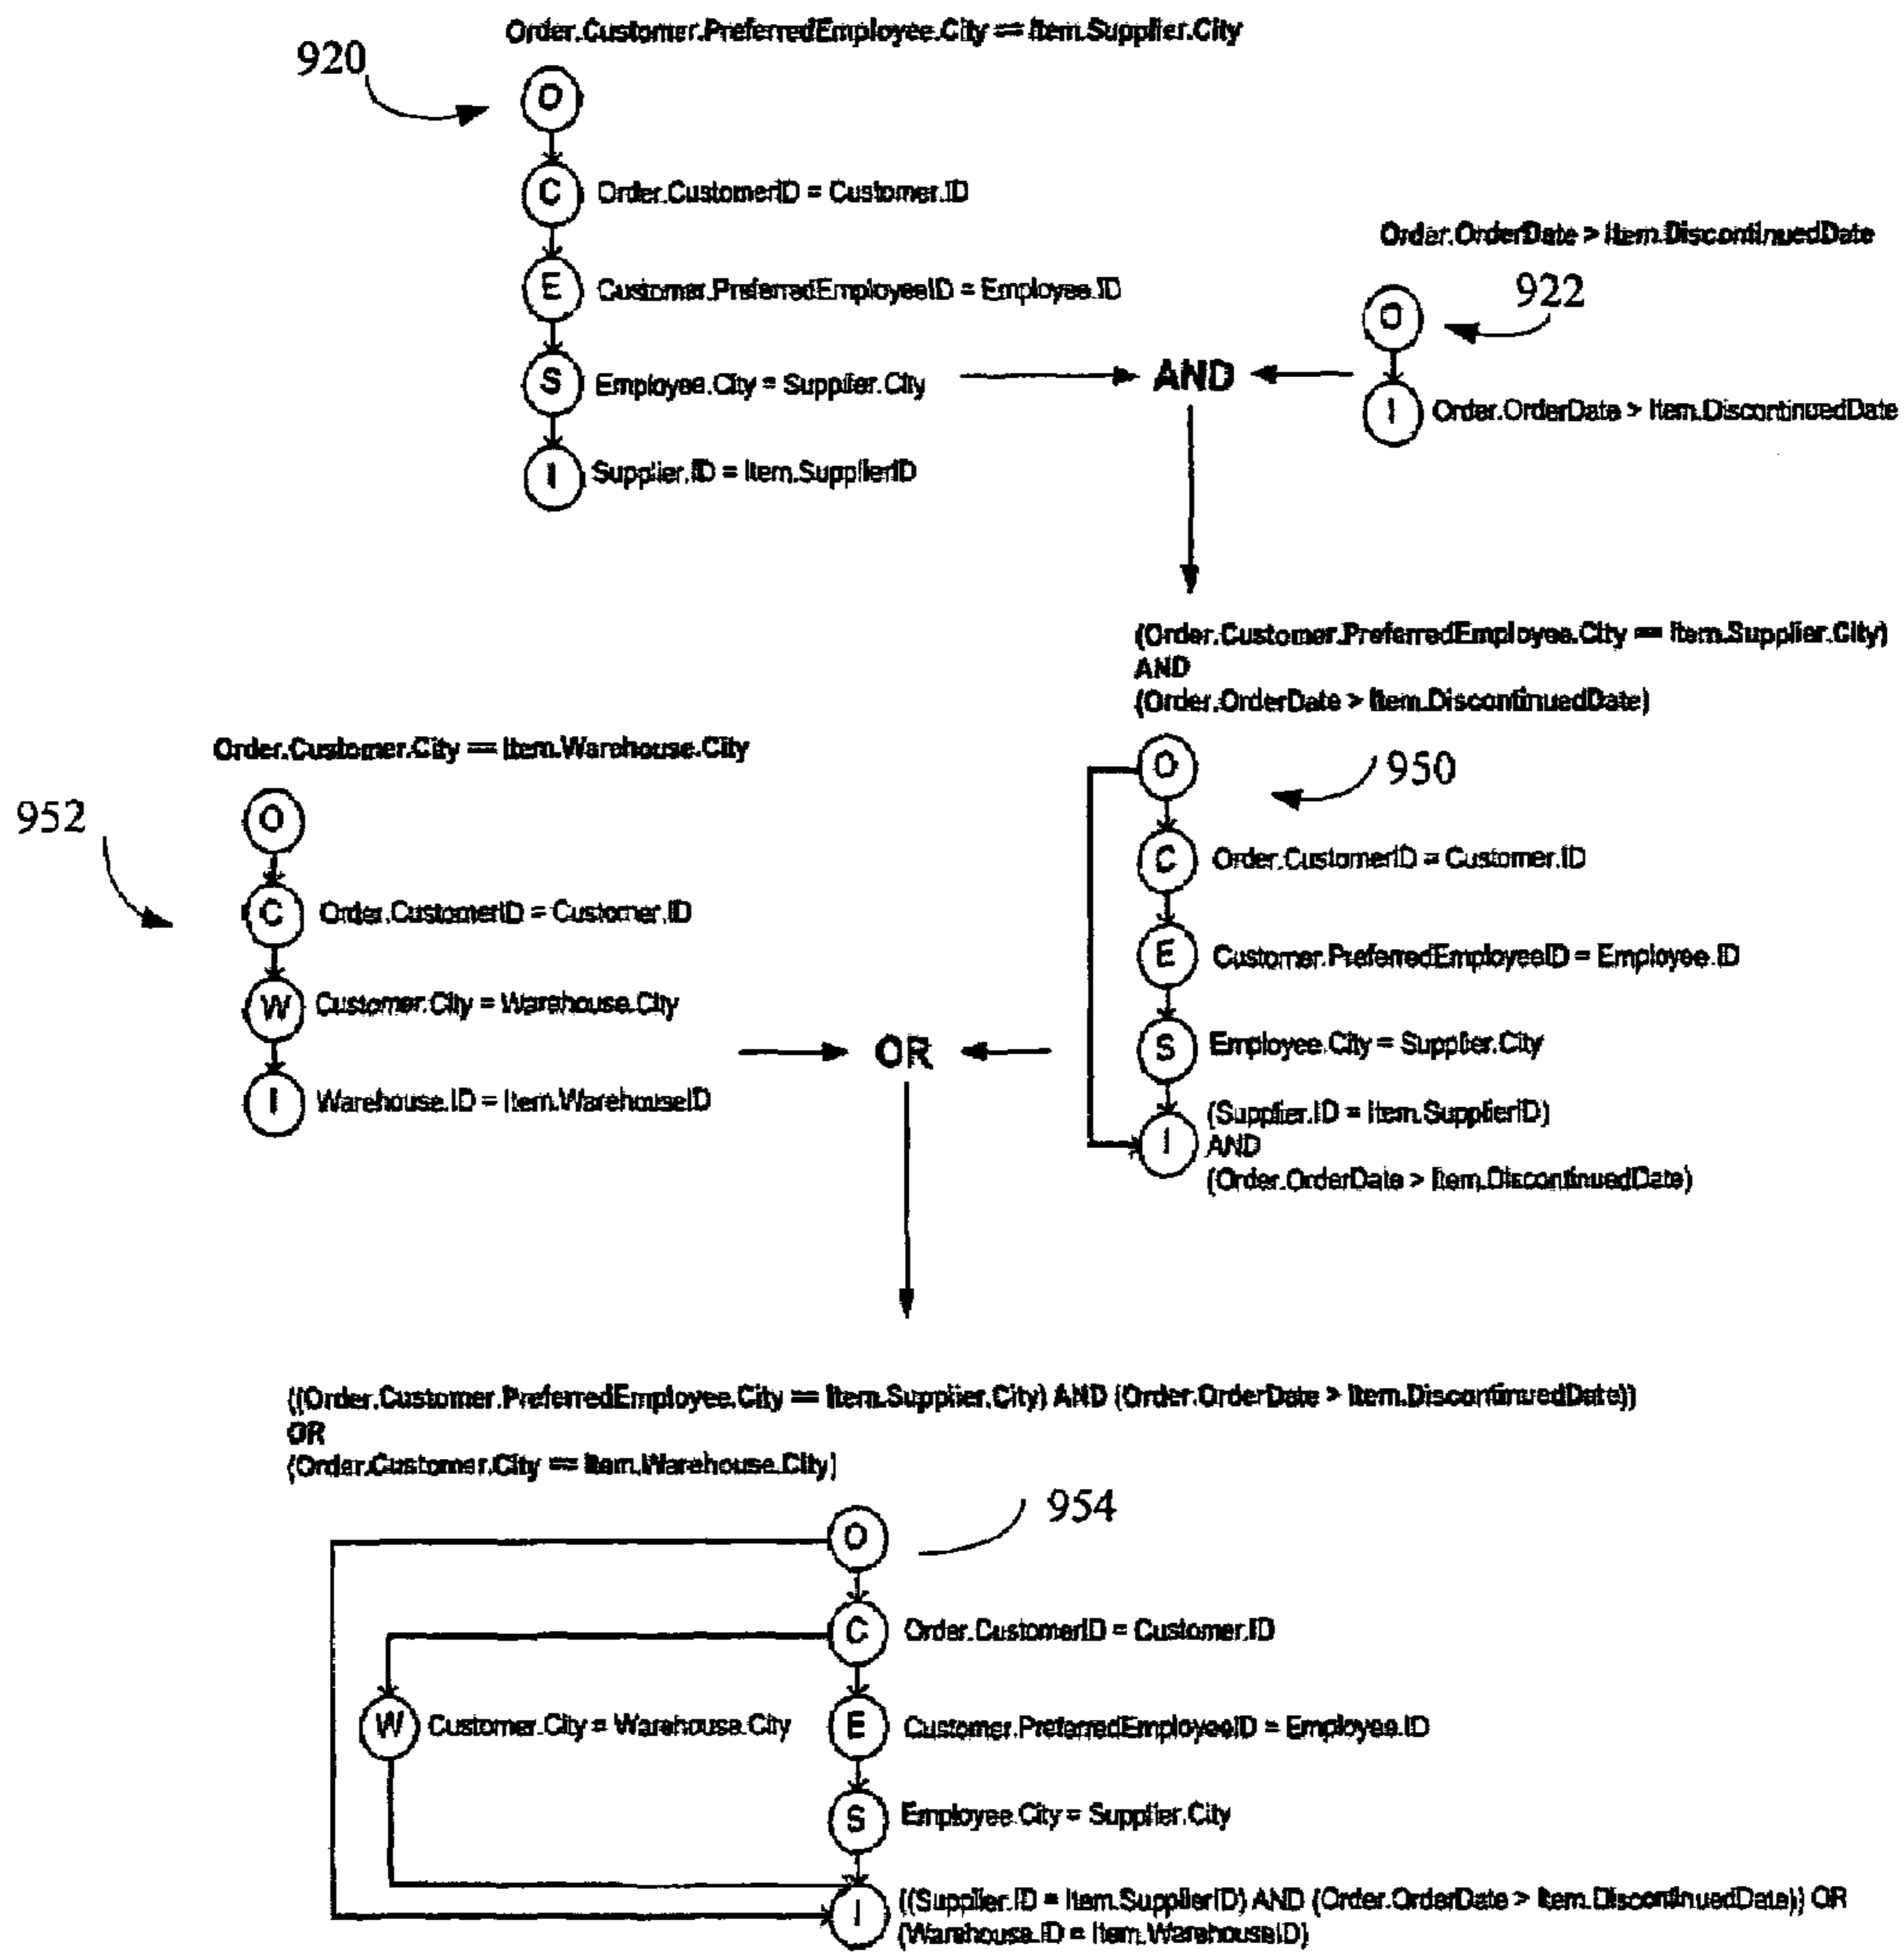 Order.Customer.PreferredEmployee.City == Item.Supplier.City
920
O
C Order.CustomerID = Customer.ID
E Customer.PreferredEmployeeID = Employee.ID
S Employee.City = Supplier.City
I Supplier.ID = Item.SupplierID
Order.OrderDate > Item.DiscontinuedDate
922
O
I Order.OrderDate > Item.DiscontinuedDate
AND
(Order.Customer.PreferredEmployee.City == Item.Supplier.City)
AND
(Order.OrderDate > Item.DiscontinuedDate)
950
O
C Order.CustomerID = Customer.ID
E Customer.PreferredEmployeeID = Employee.ID
S Employee.City = Supplier.City
(Supplier.ID = Item.SupplierID)
I AND
(Order.OrderDate > Item.DiscontinuedDate)
Order.Customer.City == Item.Warehouse.City
952
O
C Order.CustomerID = Customer.ID
W Customer.City = Warehouse.City
I Warehouse.ID = Item.WarehouseID
OR
((Order.Customer.PreferredEmployee.City == Item.Supplier.City) AND (Order.OrderDate > Item.DiscontinuedDate))
OR
(Order.Customer.City == Item.Warehouse.City)
954
O
C Order.CustomerID = Customer.ID
W Customer.City = Warehouse.City
E Customer.PreferredEmployeeID = Employee.ID
S Employee.City = Supplier.City
I ((Supplier.ID = Item.SupplierID) AND (Order.OrderDate > Item.DiscontinuedDate)) OR
(Warehouse.ID = Item.WarehouseID)